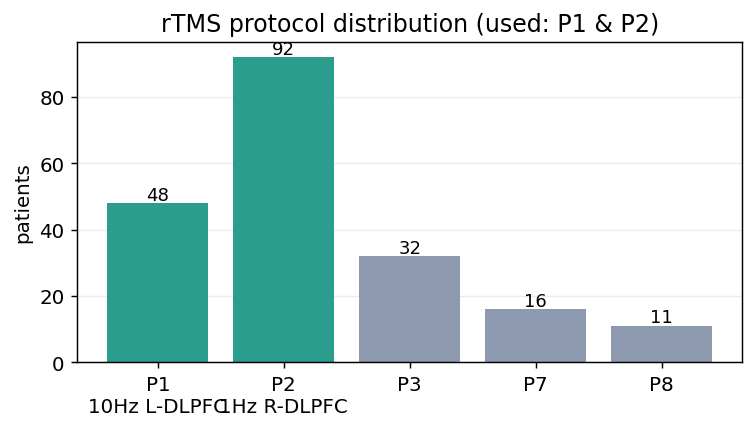 rTMS protocol distribution (used: P1 & P2)
patients
80
60
40
20
0
48
92
32
16
11
P1
10Hz L-DLPFC
P2
1Hz R-DLPFC
P3
P7
P8